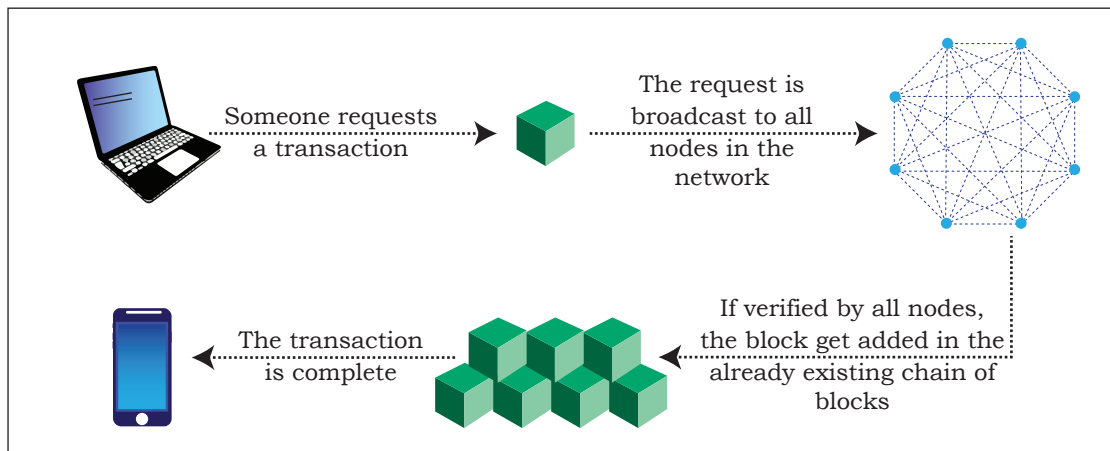 Someone requests
a transaction
The request is
broadcast to all
nodes in the
network
If verified by all nodes,
the block get added in the
already existing chain of
blocks
The transaction
is complete